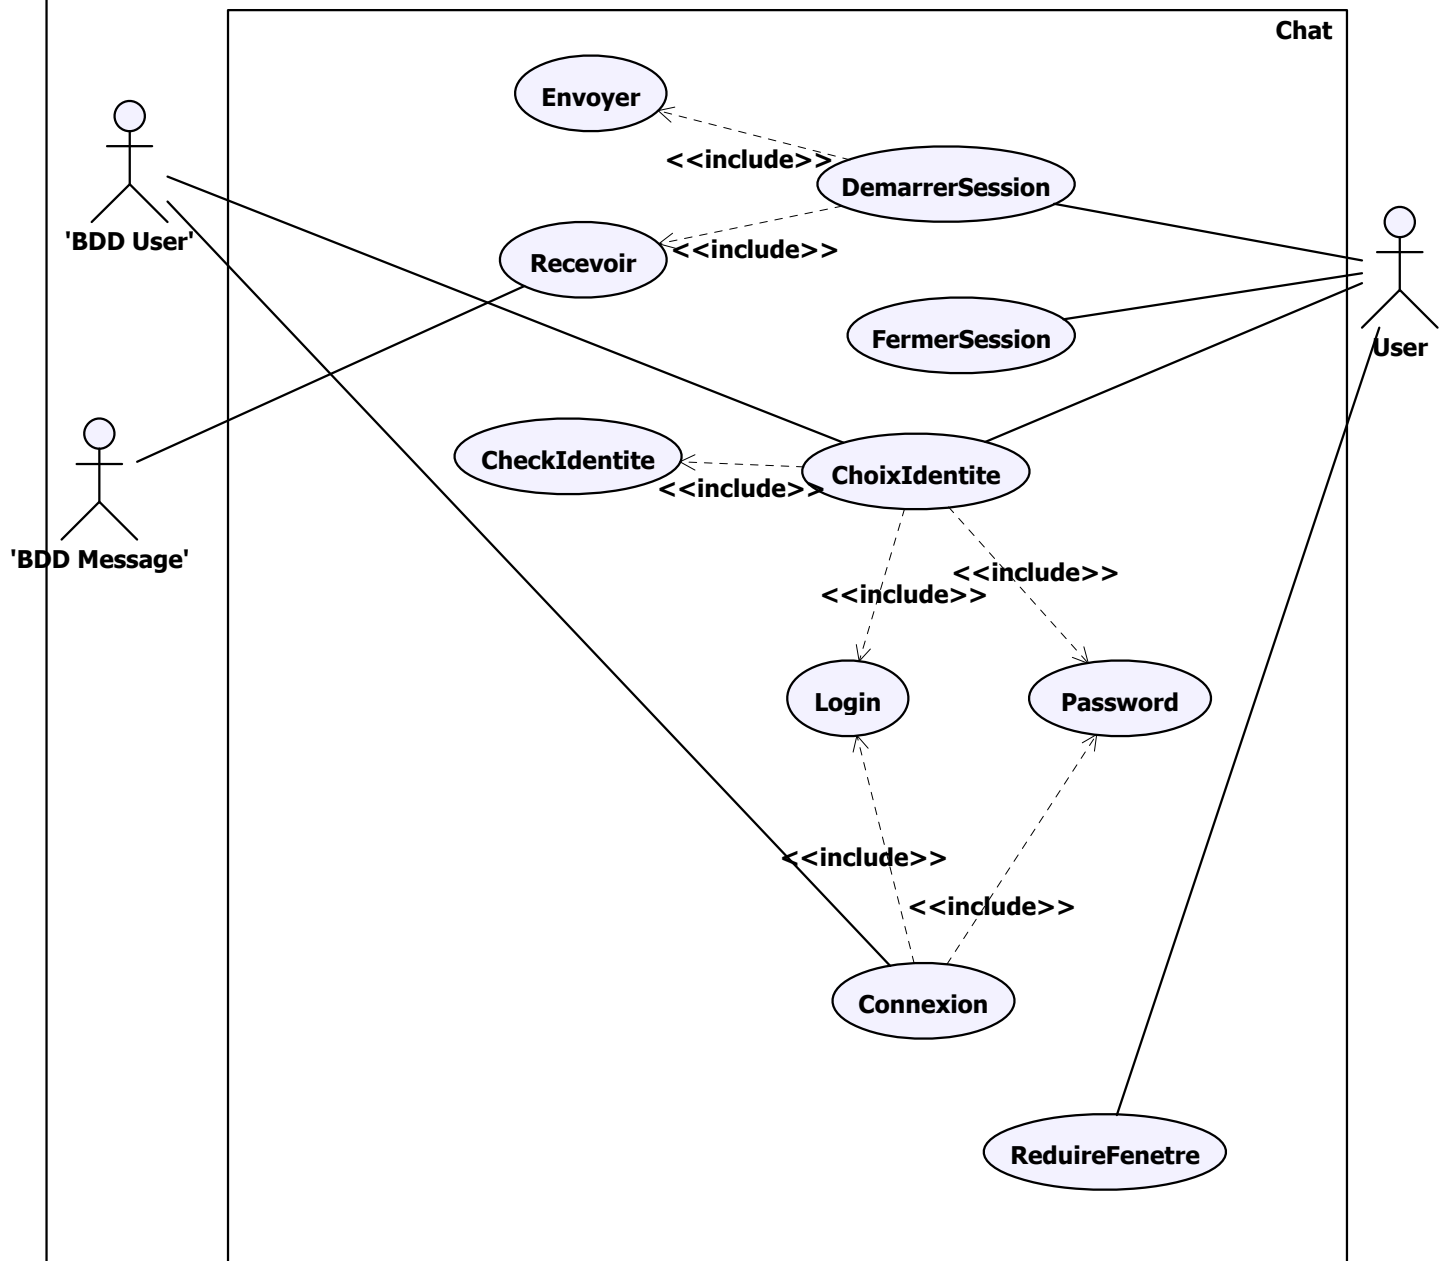 Chat
Envoyer
<<include>>
DemarrerSession
'BDD User'
<<include>>
Recevoir
FermerSession
User
CheckIdentite
<<include>>
ChoixIdentite
'BDD Message'
<<include>>
<<include>>
Login
Password
<<include>>
<<include>>
Connexion
ReduireFenetre